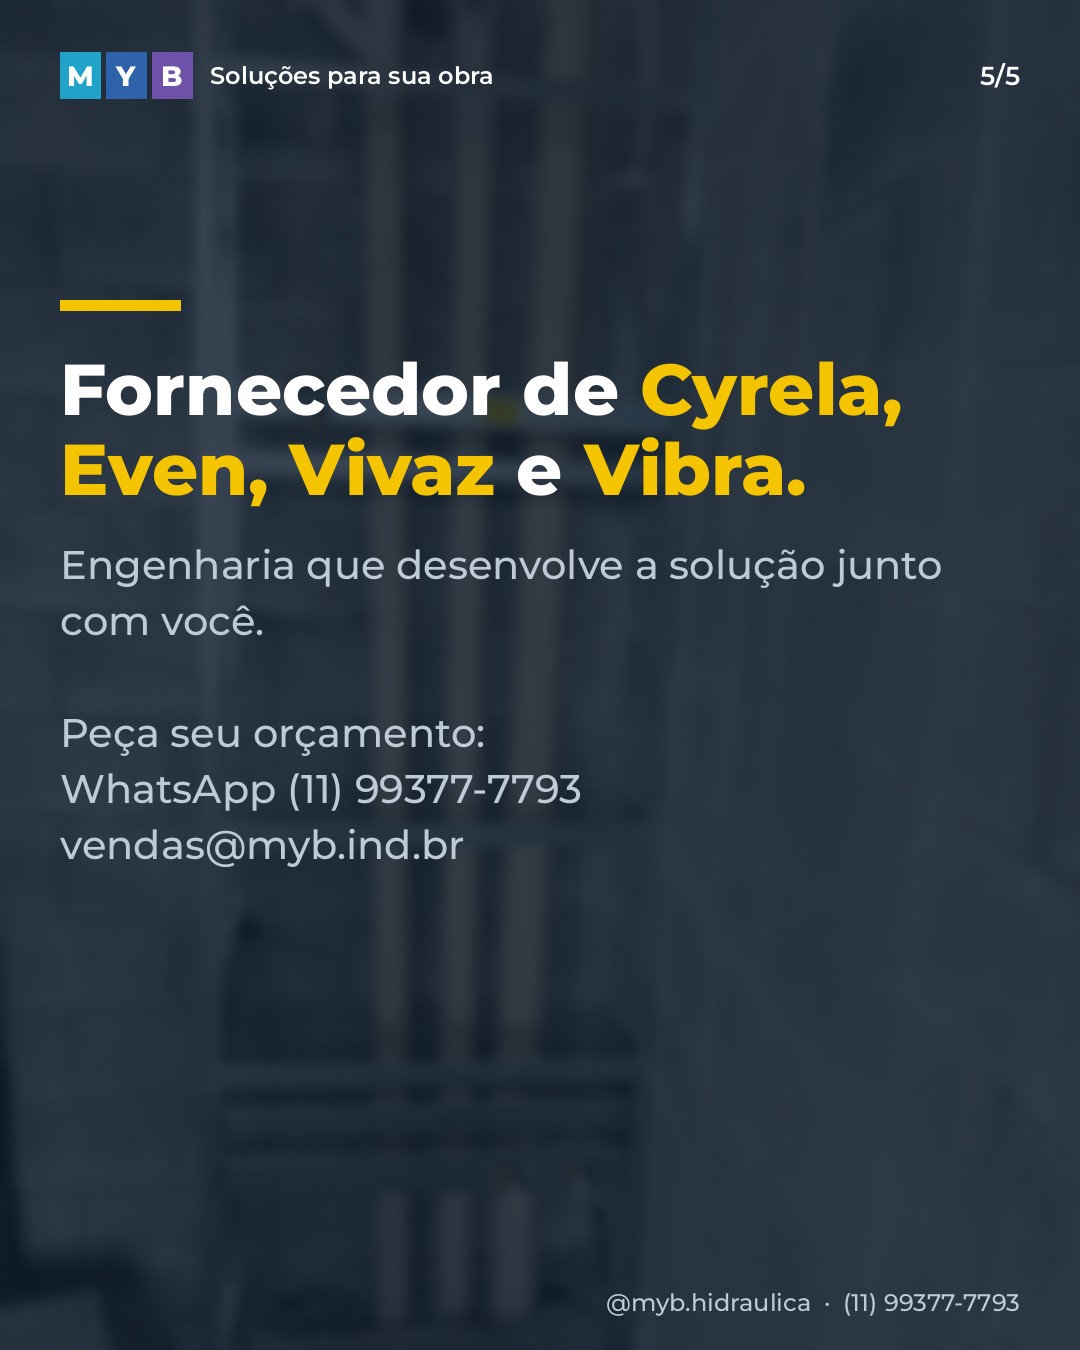 MYB Soluções para sua obra 5/5
Fornecedor de Cyrela,
Even, Vivaz e Vibra.
Engenharia que desenvolve a solução junto
com você.
Peça seu orçamento:
WhatsApp (11) 99377-7793
vendas@myb.ind.br
@myb.hidraulica · (11) 99377-7793